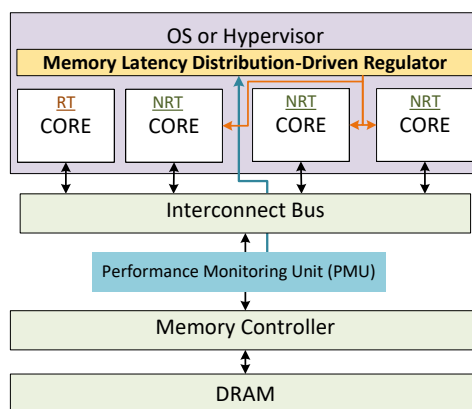 OS or Hypervisor
Memory Latency Distribution-Driven Regulator
RT
CORE
NRT
CORE
NRT
CORE
NRT
CORE
Interconnect Bus
Performance Monitoring Unit (PMU)
Memory Controller
DRAM